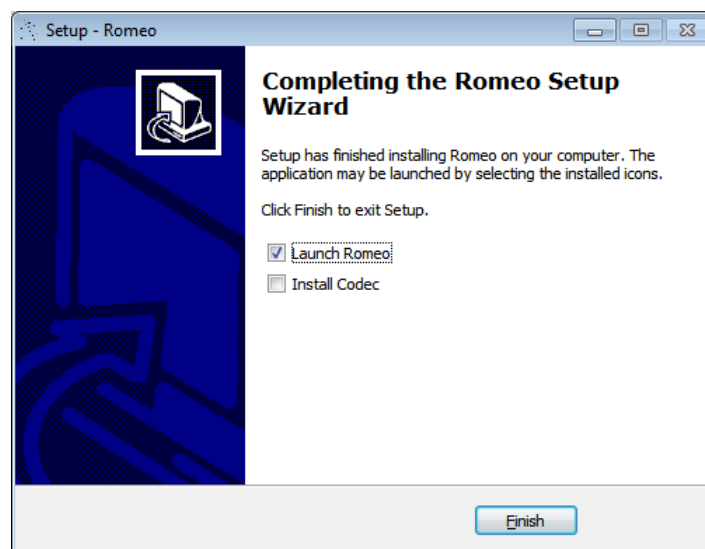 Setup - Romeo
Completing the Romeo Setup
Wizard
Setup has finished installing Romeo on your computer. The
application may be launched by selecting the installed icons.
Click Finish to exit Setup.
Launch Romeo
Install Codec
Finish